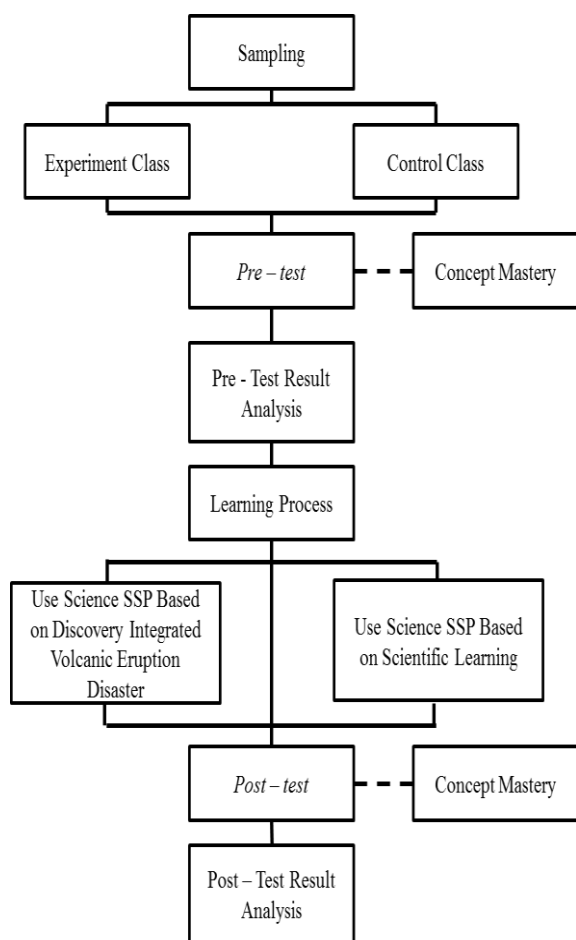 Sampling
Experiment Class
Control Class
Pre – test
Concept Mastery
Pre - Test Result
Analysis
Learning Process
Use Science SSP Based
on Discovery Integrated
Volcanic Eruption
Disaster
Use Science SSP Based
on Scientific Learning
Post – test
Concept Mastery
Post – Test Result
Analysis